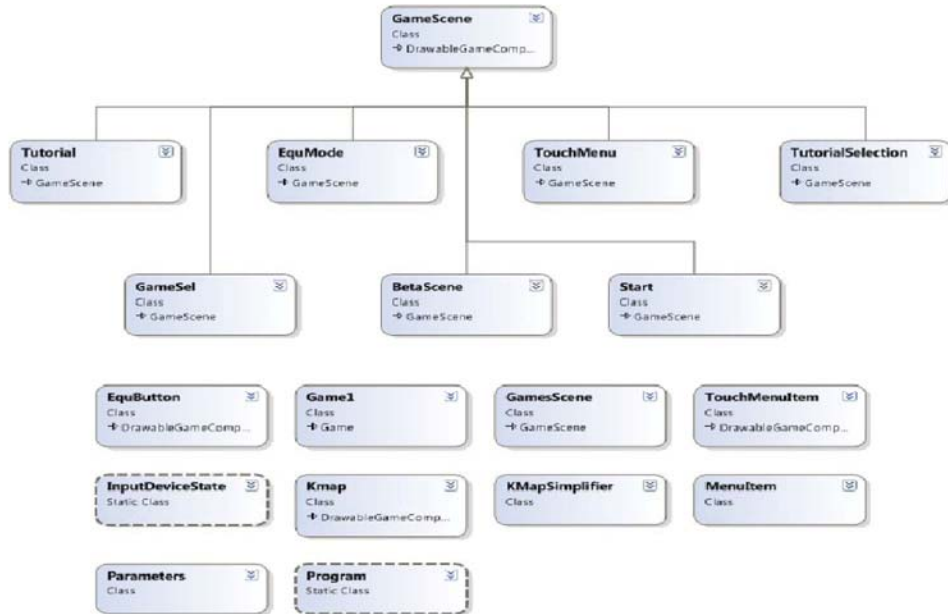 GameScene
Class
DrawableGameComp...
Tutorial
Class
GameScene
EquMode
Class
GameScene
TouchMenu
Class
GameScene
TutorialSelection
Class
GameScene
GameSel
Class
GameScene
BetaScene
Class
GameScene
Start
Class
GameScene
EquButton
Class
DrawableGameComp...
Game1
Class
Game
GamesScene
Class
GameScene
TouchMenuItem
Class
DrawableGameComp...
InputDeviceState
Static Class
Kmap
Class
DrawableGameComp...
KMapSimplifier
Class
MenuItem
Class
Parameters
Class
Program
Static Class